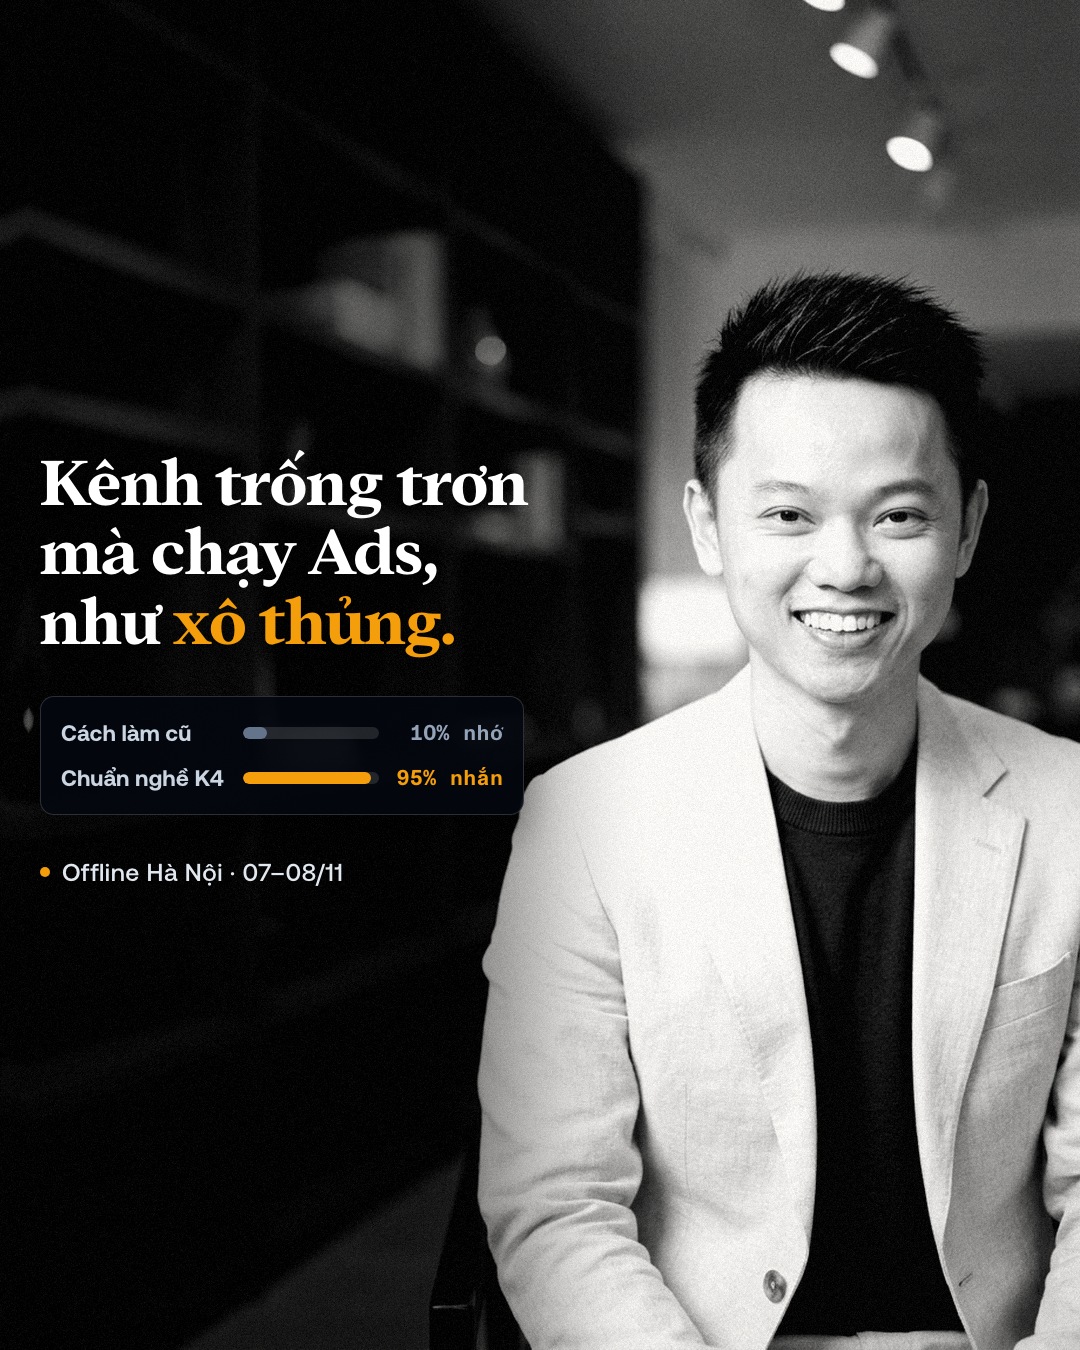 Kênh trống trơn
mà chạy Ads,
như xô thủng.
Cách làm cũ 10% nhớ
Chuẩn nghề K4 95% nhắn
Offline Hà Nội · 07–08/11